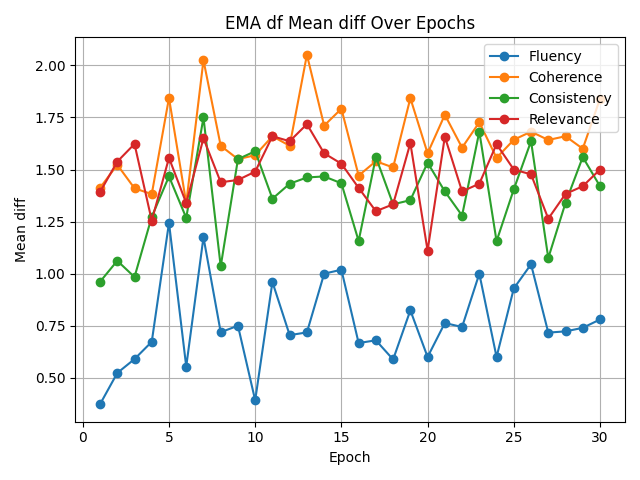 EMA df Mean diff Over Epochs
Fluency
Coherence
Consistency
Relevance
Mean diff
2.00
1.75
1.50
1.25
1.00
0.75
0.50
0 5 10 15 20 25 30
Epoch